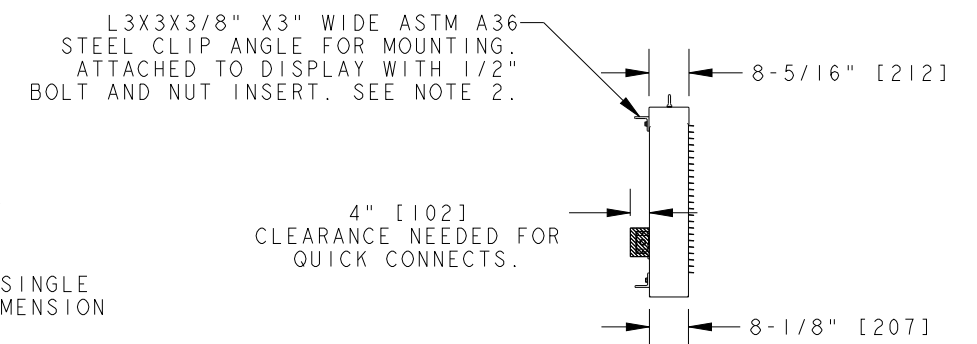 L3X3X3/8" X3" WIDE ASTM A36
STEEL CLIP ANGLE FOR MOUNTING.
ATTACHED TO DISPLAY WITH 1/2"
BOLT AND NUT INSERT. SEE NOTE 2.
8-5/16" [212]
4" [102]
CLEARANCE NEEDED FOR
QUICK CONNECTS.
SINGLE
MENSION
8-1/8" [207]